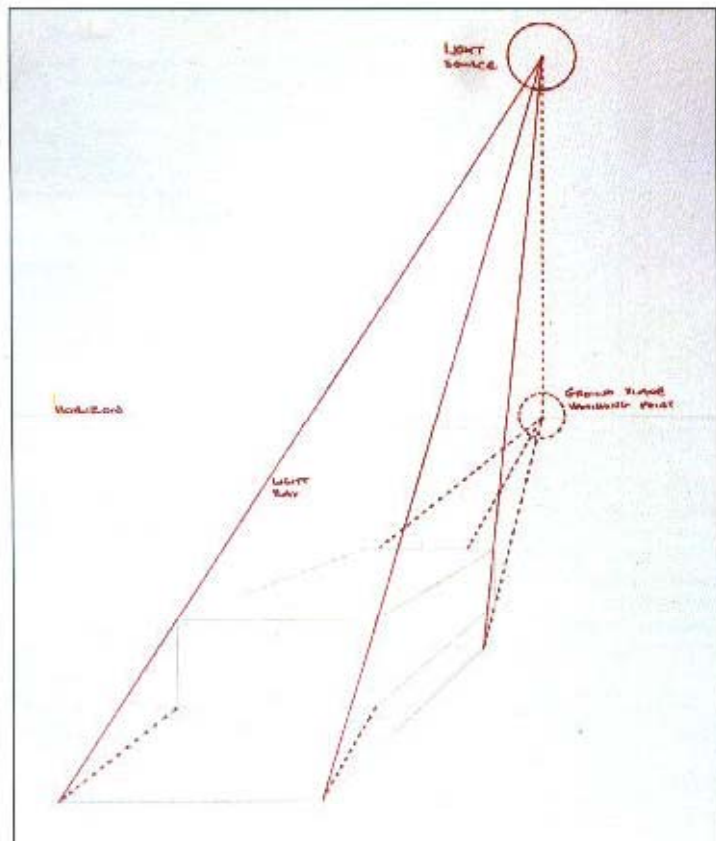 LIGHT
SOURCE
HORIZON
GROUND PLANE
VANISHING POINT
LIGHT
RAY